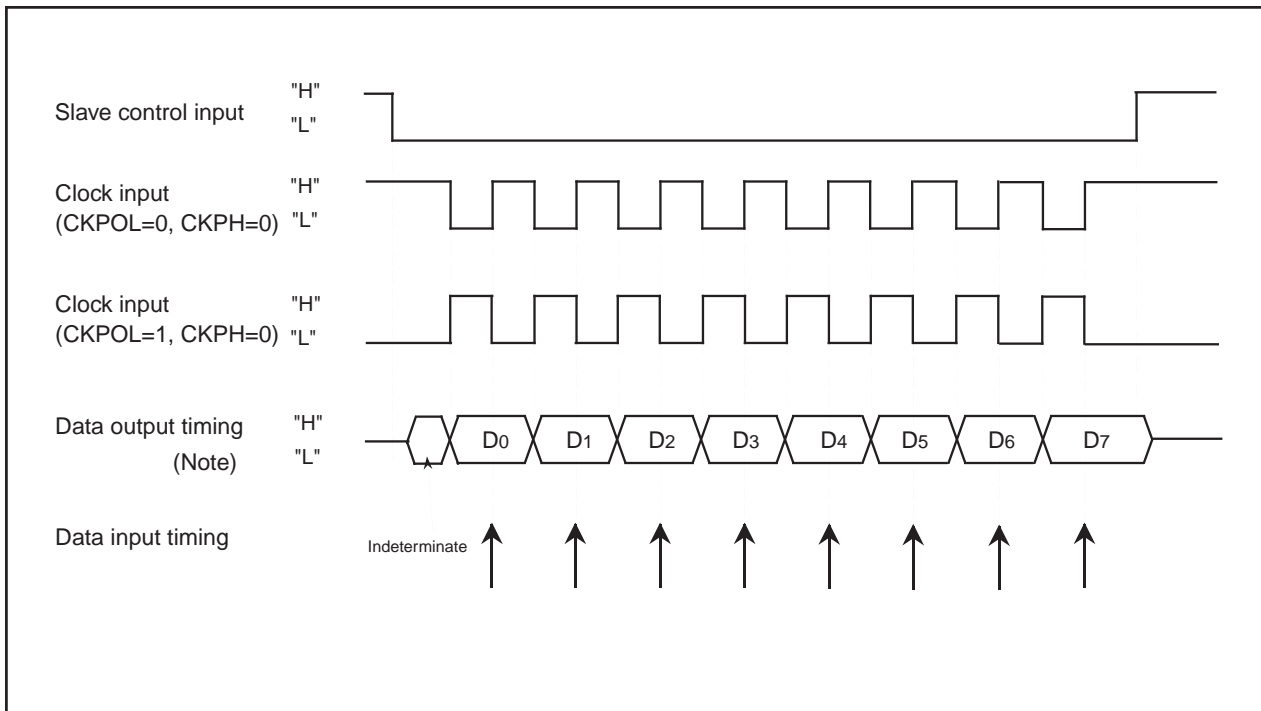 "H"
Slave control input
"L"
"H"
Clock input
(CKPOL=0, CKPH=0) "L"
Clock input "H"
(CKPOL=1, CKPH=0) "L"
Data output timing "H"
(Note) "L"
D0 D1 D2 D3 D4 D5 D6 D7
Data input timing
Indeterminate